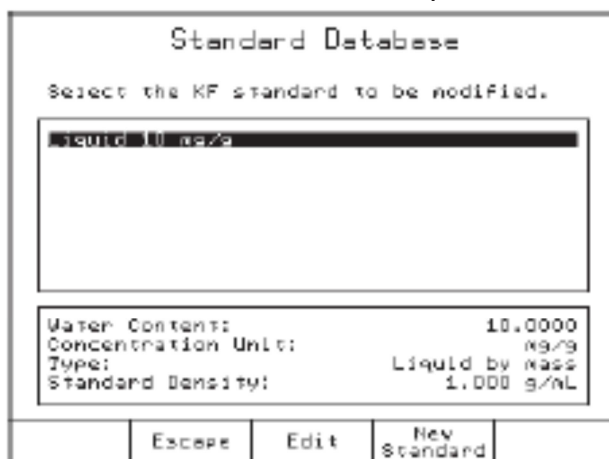 Standard Database
Select the KF standard to be modified.
Liquid 10 mg/g
Water Content: 10.0000
Concentration Unit: mg/g
Type: Liquid by mass
Standard Density: 1.000 g/mL
Escape Edit New Standard